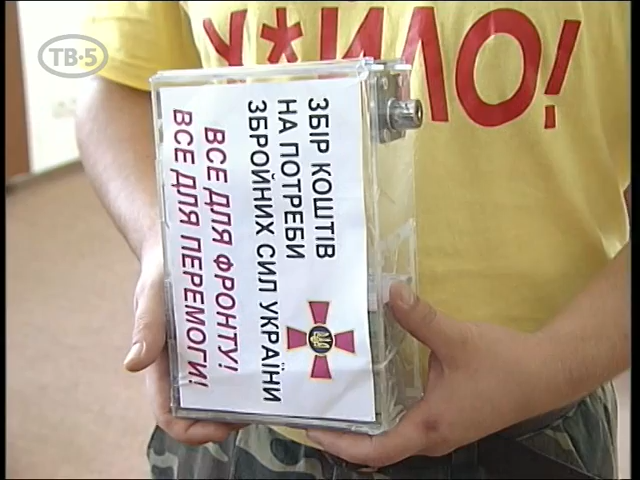 ТВ-5
У*ИЛО!
ЗБІР КОШТІВ
НА ПОТРЕБИ
ЗБРОЙНИХ СИЛ УКРАЇНИ
ВСЕ ДЛЯ ФРОНТУ!
ВСЕ ДЛЯ ПЕРЕМОГИ!